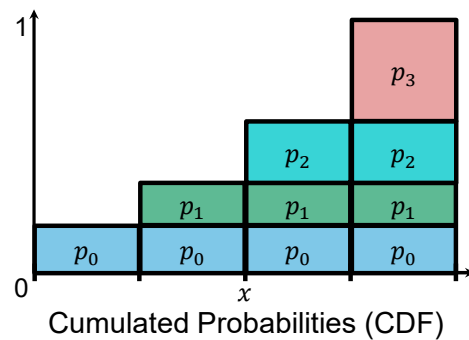 1
p₃
p₂ p₂
p₁ p₁ p₁
p₀ p₀ p₀ p₀
0
x
Cumulated Probabilities (CDF)